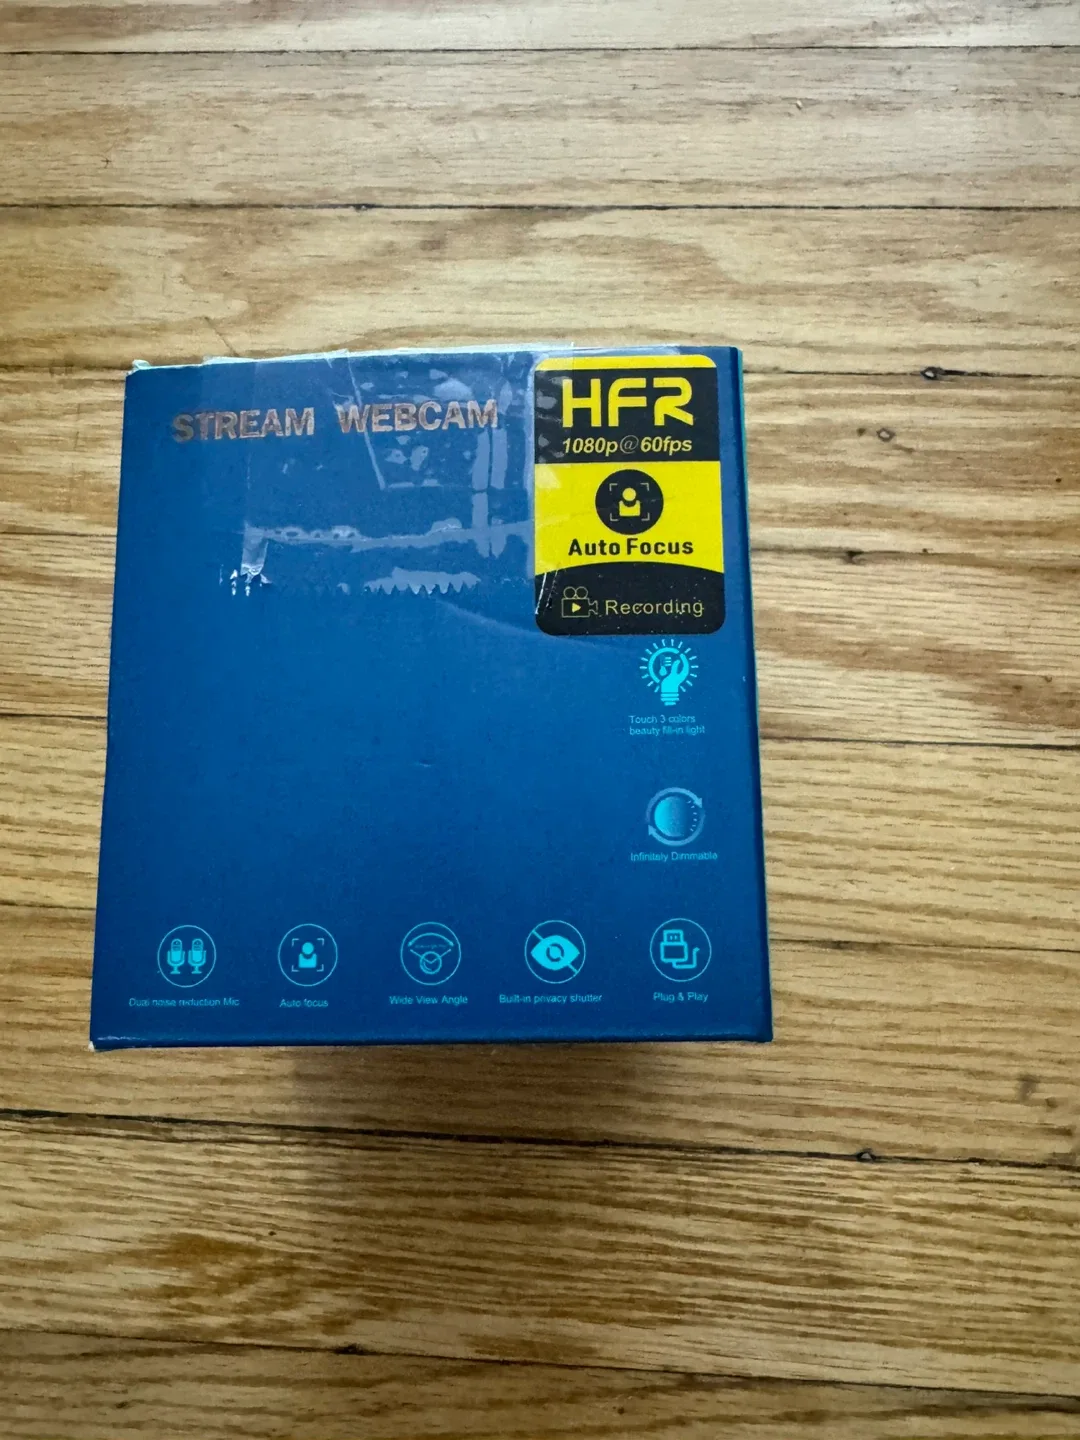 STREAM WEBCAM
HFR
1080p@60fps
Auto Focus
Recording
Touch 3 colors
beauty fill-in light
Infinitely Dimmable
Dual noise reduction Mic
Auto focus
Wide View Angle
Built-in privacy shutter
Plug & Play